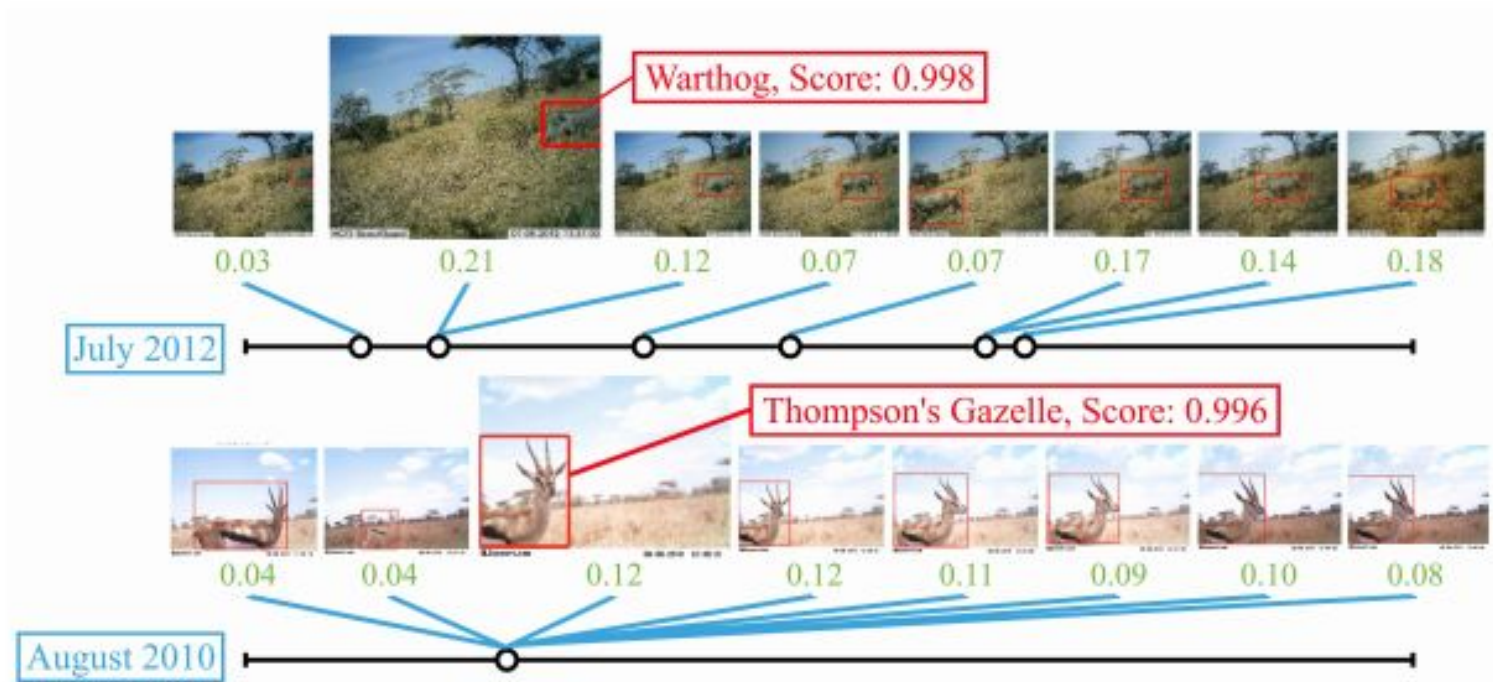 Warthog, Score: 0.998
0.03 0.21 0.12 0.07 0.07 0.17 0.14 0.18
July 2012
Thompson's Gazelle, Score: 0.996
0.04 0.04 0.12 0.12 0.11 0.09 0.10 0.08
August 2010